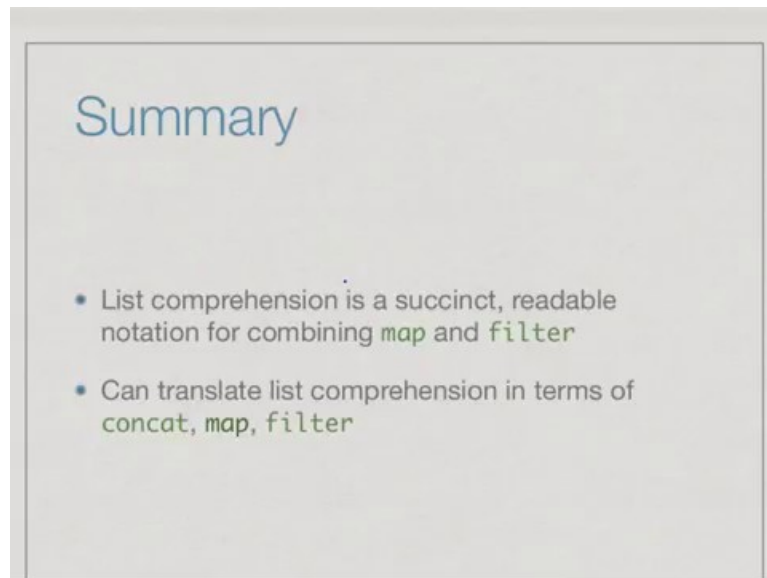 Summary
• List comprehension is a succinct, readable
notation for combining map and filter
• Can translate list comprehension in terms of
concat, map, filter